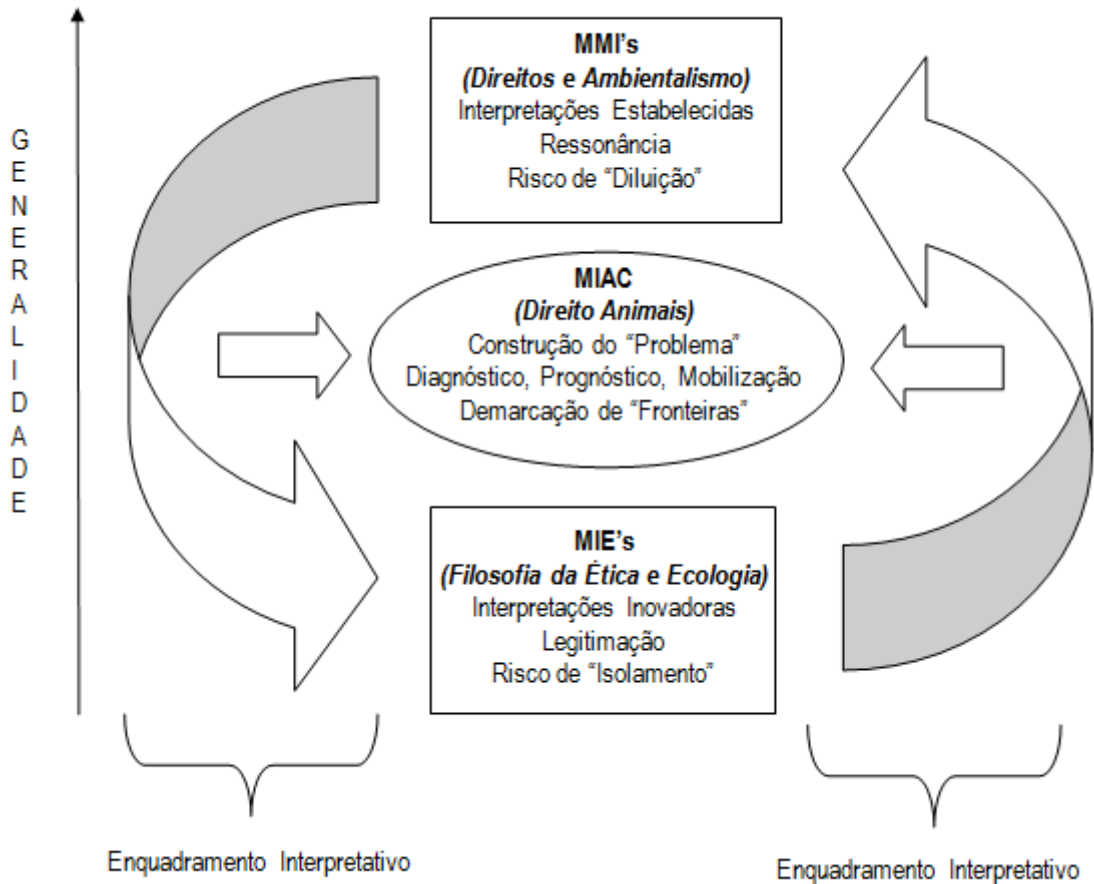 GENERALIDADE
MMI's
(Direitos e Ambientalismo)
Interpretações Estabelecidas
Ressonância
Risco de “Diluição”
MIAC
(Direito Animais)
Construção do “Problema”
Diagnóstico, Prognóstico, Mobilização
Demarcação de “Fronteiras”
MIE's
(Filosofia da Ética e Ecologia)
Interpretações Inovadoras
Legitimação
Risco de “Isolamento”
Enquadramento Interpretativo
Enquadramento Interpretativo